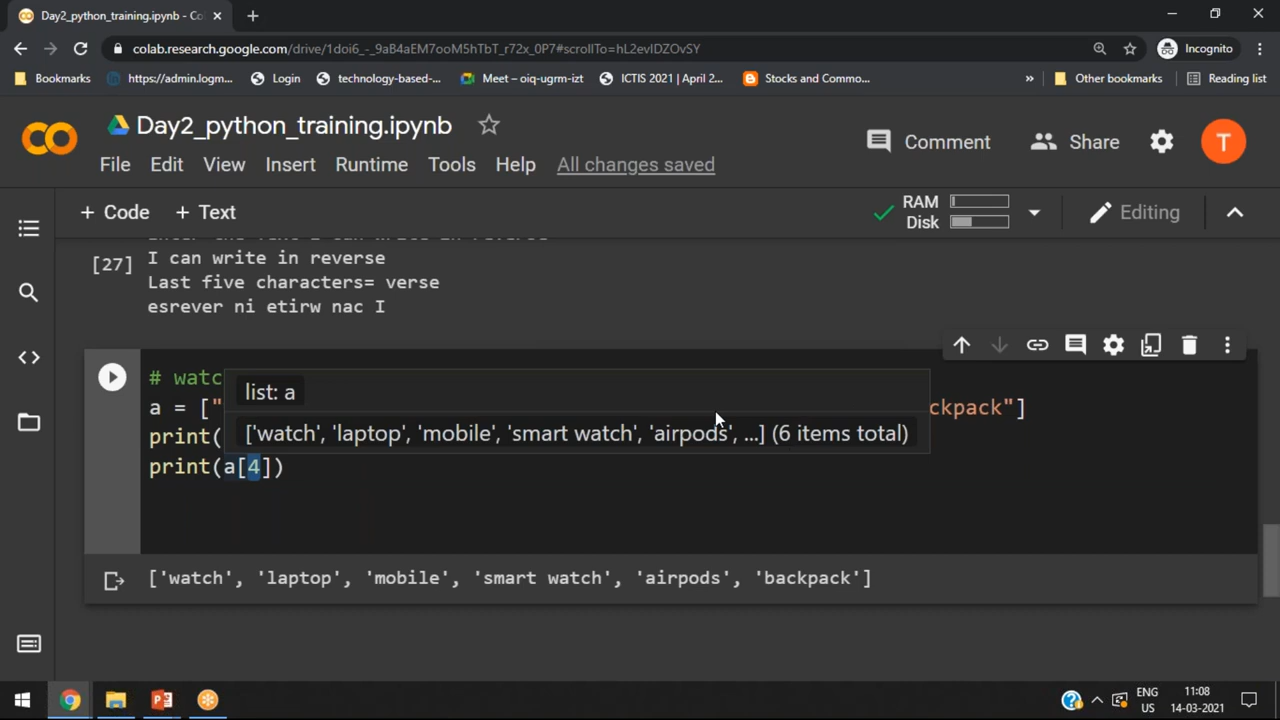 Day2_python_training.ipynb - Co
colab.research.google.com/drive/1doi6_-_9aB4aEM7ooM5hTbT_r72x_0P7#scrollTo=hL2evIDZOvSY
Incognito
Bookmarks
https://admin.logm...
Login
technology-based-...
Meet – oiq-ugrm-izt
ICTIS 2021 | April 2...
Stocks and Commo...
»
Other bookmarks
Reading list
Day2_python_training.ipynb
Comment
Share
T
File Edit View Insert Runtime Tools Help All changes saved
+ Code + Text
RAM
Disk
Editing
[27]
I can write in reverse
Last five characters= verse
esrever ni etirw nac I
# watc
list: a
a = [" ckpack"]
['watch', 'laptop', 'mobile', 'smart watch', 'airpods', ...] (6 items total)
print(
print(a[4])
['watch', 'laptop', 'mobile', 'smart watch', 'airpods', 'backpack']
ENG
US
11:08
14-03-2021